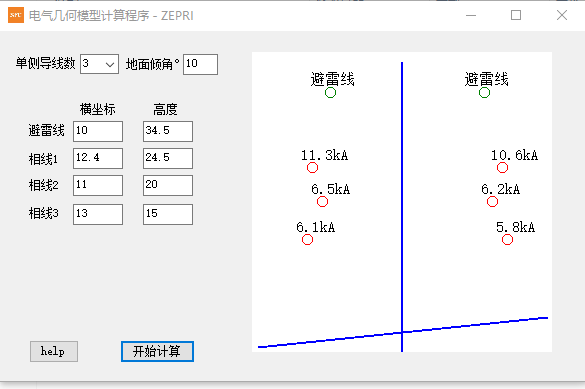 电气几何模型计算程序 - ZEPRI
单侧导线数 3 地面倾角° 10
横坐标 高度
避雷线 10 34.5
相线1 12.4 24.5
相线2 11 20
相线3 13 15
help 开始计算
避雷线 避雷线
11.3kA 10.6kA
6.5kA 6.2kA
6.1kA 5.8kA